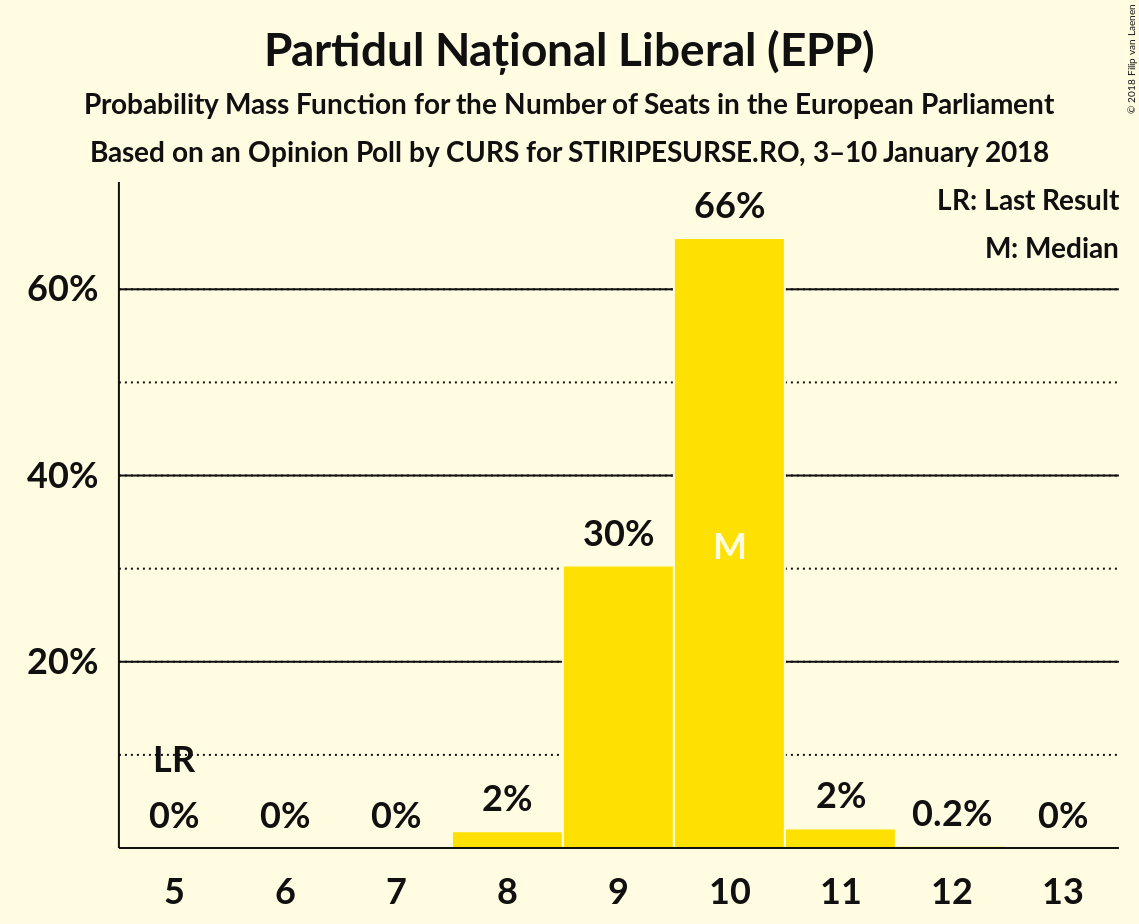 Partidul Național Liberal (EPP)
Probability Mass Function for the Number of Seats in the European Parliament
Based on an Opinion Poll by CURS for STIRIPESURSE.RO, 3–10 January 2018
© 2018 Filip van Laenen
LR: Last Result
M: Median
60%
40%
20%
LR
0%
0%
0%
2%
30%
66%
M
2%
0.2%
0%
5 6 7 8 9 10 11 12 13